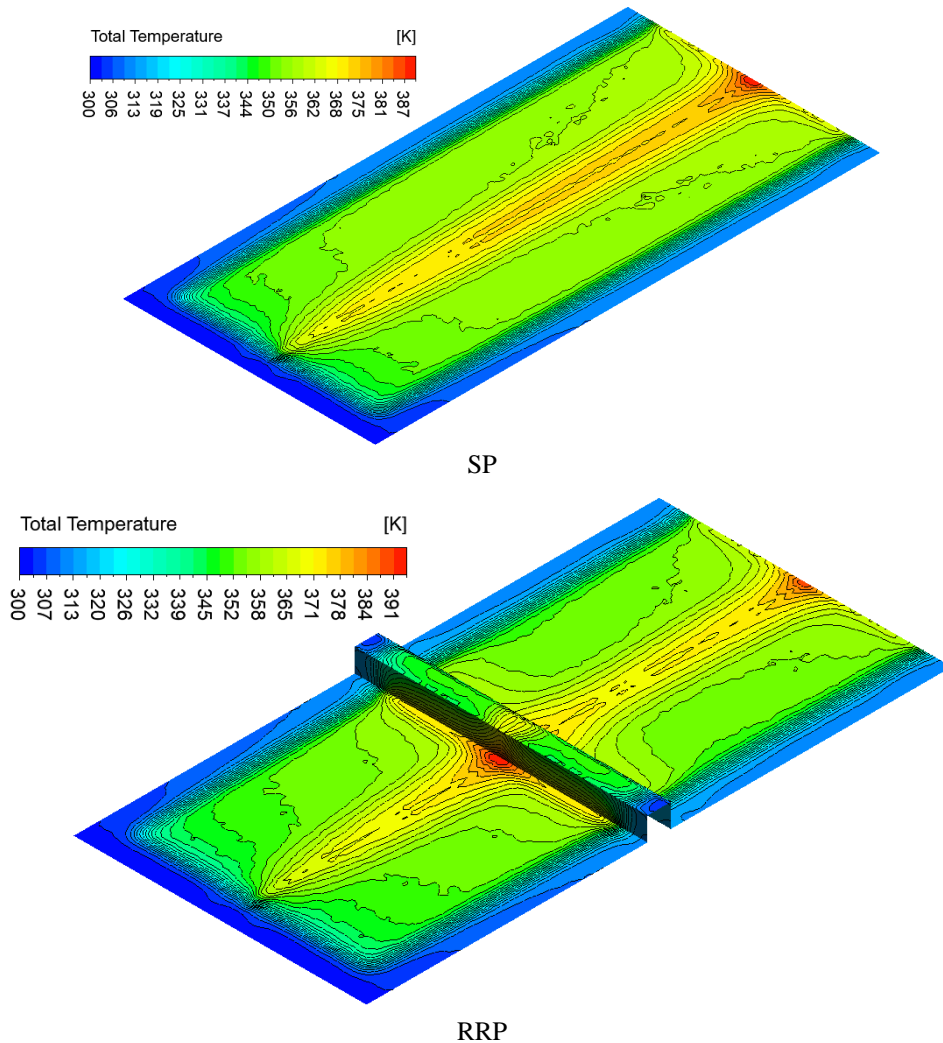 Total Temperature [K]
300 306 313 319 325 331 337 344 350 356 362 368 375 381 387
SP
Total Temperature [K]
300 307 313 320 326 332 339 345 352 358 365 371 378 384 391
RRP